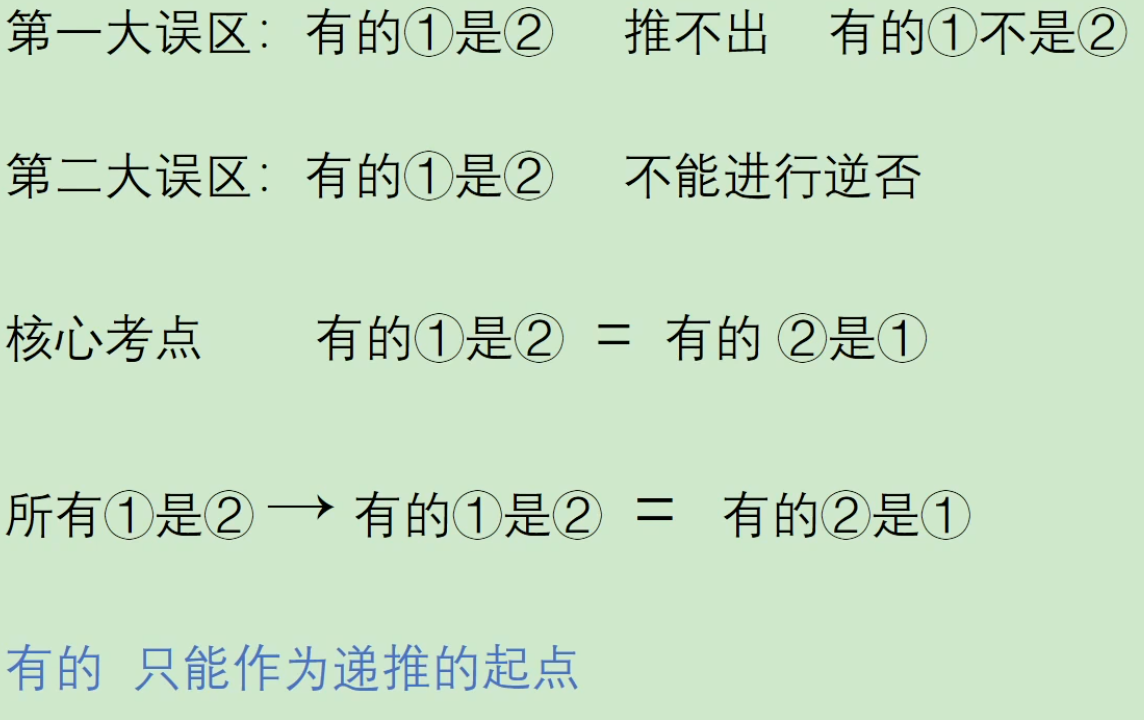 第一大误区：有的①是② 推不出 有的①不是②
第二大误区：有的①是② 不能进行逆否
核心考点 有的①是② = 有的 ②是①
所有①是②→有的①是② = 有的②是①
有的 只能作为递推的起点